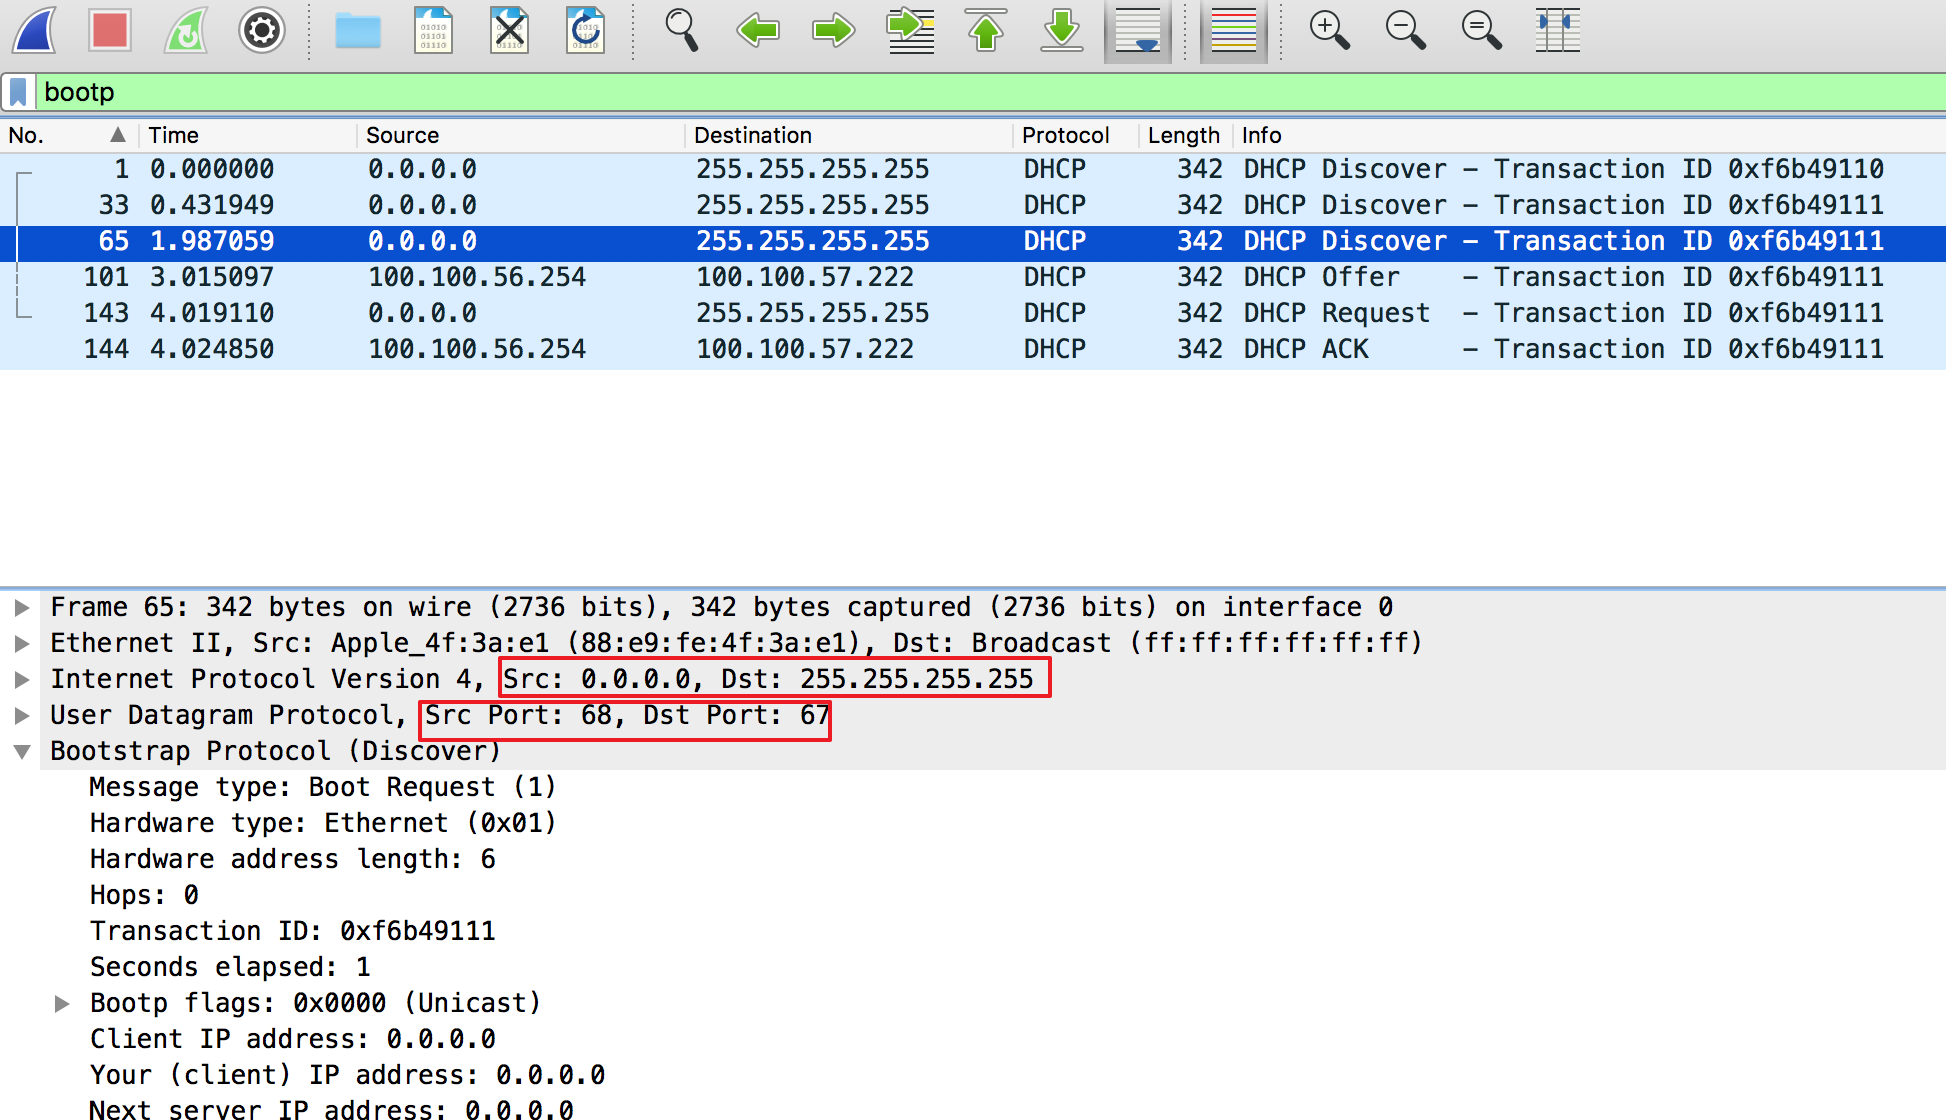 bootp
No. Time Source Destination Protocol Length Info
1 0.000000 0.0.0.0 255.255.255.255 DHCP 342 DHCP Discover – Transaction ID 0xf6b49110
33 0.431949 0.0.0.0 255.255.255.255 DHCP 342 DHCP Discover – Transaction ID 0xf6b49111
65 1.987059 0.0.0.0 255.255.255.255 DHCP 342 DHCP Discover – Transaction ID 0xf6b49111
101 3.015097 100.100.56.254 100.100.57.222 DHCP 342 DHCP Offer – Transaction ID 0xf6b49111
143 4.019110 0.0.0.0 255.255.255.255 DHCP 342 DHCP Request – Transaction ID 0xf6b49111
144 4.024850 100.100.56.254 100.100.57.222 DHCP 342 DHCP ACK – Transaction ID 0xf6b49111
Frame 65: 342 bytes on wire (2736 bits), 342 bytes captured (2736 bits) on interface 0
Ethernet II, Src: Apple_4f:3a:e1 (88:e9:fe:4f:3a:e1), Dst: Broadcast (ff:ff:ff:ff:ff:ff)
Internet Protocol Version 4, Src: 0.0.0.0, Dst: 255.255.255.255
User Datagram Protocol, Src Port: 68, Dst Port: 67
Bootstrap Protocol (Discover)
Message type: Boot Request (1)
Hardware type: Ethernet (0x01)
Hardware address length: 6
Hops: 0
Transaction ID: 0xf6b49111
Seconds elapsed: 1
Bootp flags: 0x0000 (Unicast)
Client IP address: 0.0.0.0
Your (client) IP address: 0.0.0.0
Next server IP address: 0.0.0.0